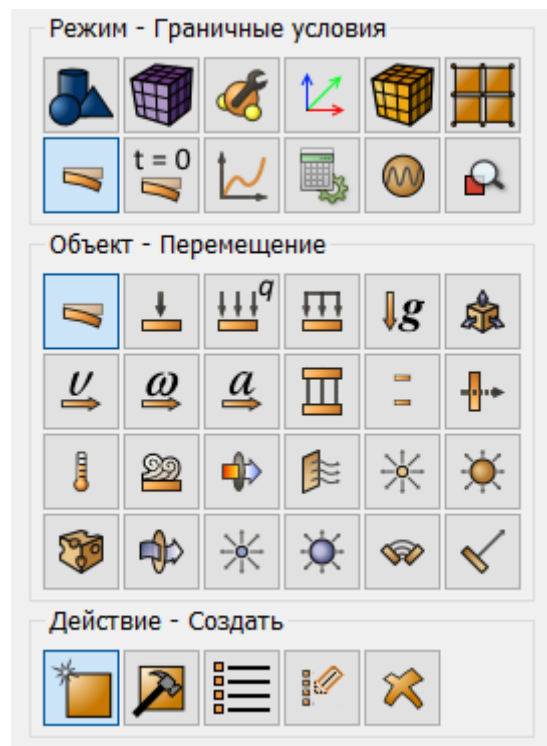 Режим - Граничные условия
t = 0
Объект - Перемещение
q
g
υ ω a
Действие - Создать